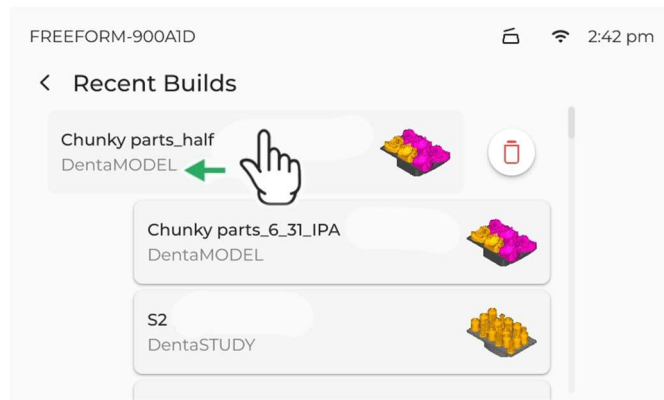 FREEFORM-900A1D
2:42 pm
Recent Builds
Chunky parts_half
DentaMODEL
Chunky parts_6_31_IPA
DentaMODEL
S2
DentaSTUDY